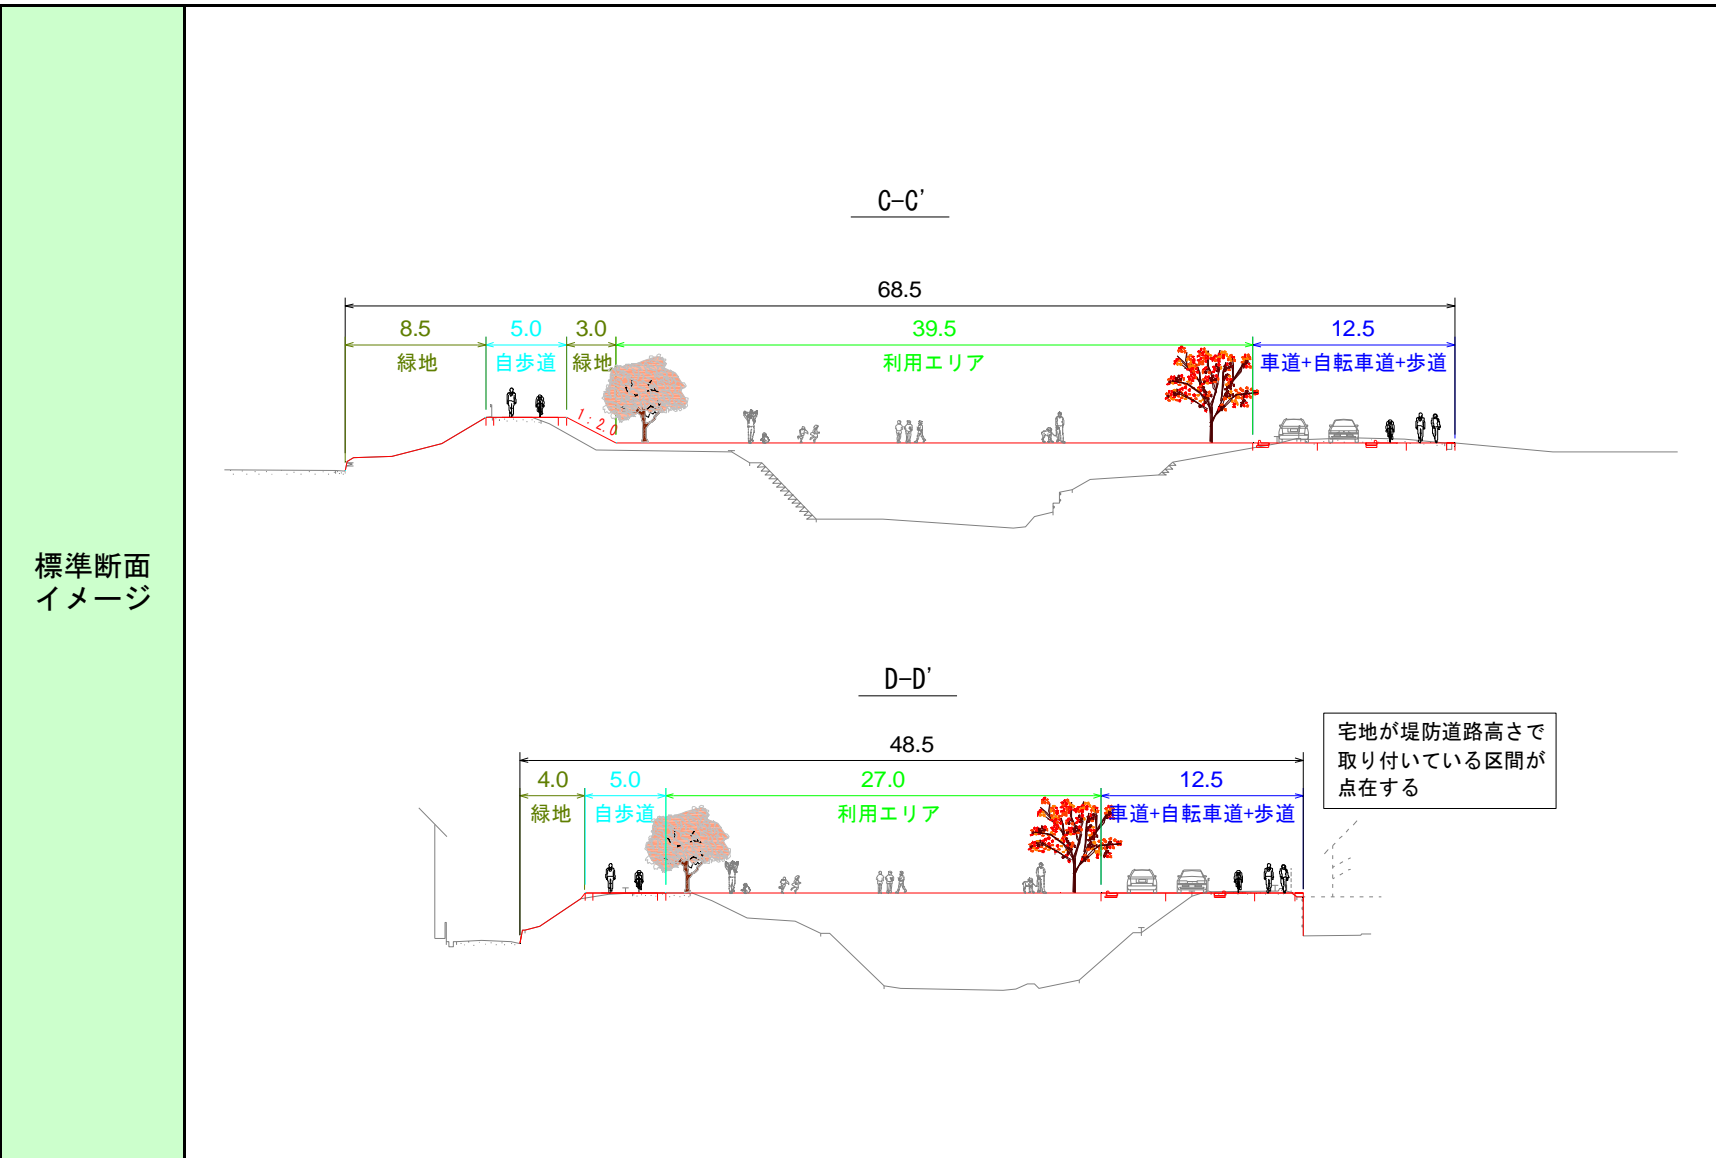 標準断面
イメージ
C-C'
68.5
8.5 5.0 3.0 39.5 12.5
緑地 自歩道 緑地 利用エリア 車道+自転車道+歩道
1:2.0
D-D'
48.5
4.0 5.0 27.0 12.5
緑地 自歩道 利用エリア 車道+自転車道+歩道
宅地が堤防道路高さで
取り付いている区間が
点在する